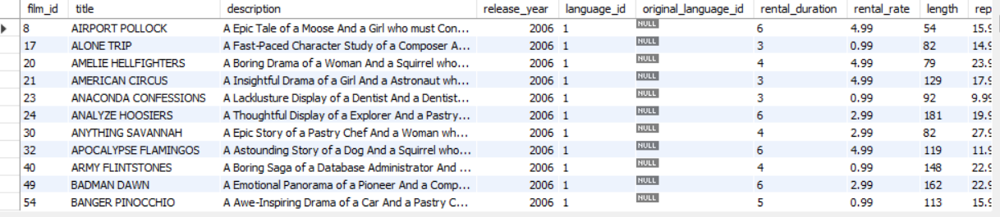 film_id title description release_year language_id original_language_id rental_duration rental_rate length rep
8 AIRPORT POLLOCK A Epic Tale of a Moose And a Girl who must Con... 2006 1 NULL 6 4.99 54 15.9
17 ALONE TRIP A Fast-Paced Character Study of a Composer A... 2006 1 NULL 3 0.99 82 14.9
20 AMELIE HELLFIGHTERS A Boring Drama of a Woman And a Squirrel who... 2006 1 NULL 4 4.99 79 23.9
21 AMERICAN CIRCUS A Insightful Drama of a Girl And a Astronaut wh... 2006 1 NULL 3 4.99 129 17.9
23 ANACONDA CONFESSIONS A Lacklusture Display of a Dentist And a Dentist... 2006 1 NULL 3 0.99 92 9.99
24 ANALYZE HOOSIERS A Thoughtful Display of a Explorer And a Pastry... 2006 1 NULL 6 2.99 181 19.9
30 ANYTHING SAVANNAH A Epic Story of a Pastry Chef And a Woman wh... 2006 1 NULL 4 2.99 82 27.9
32 APOCALYPSE FLAMINGOS A Astounding Story of a Dog And a Squirrel who... 2006 1 NULL 6 4.99 119 11.9
40 ARMY FLINTSTONES A Boring Saga of a Database Administrator And ... 2006 1 NULL 4 0.99 148 22.9
49 BADMAN DAWN A Emotional Panorama of a Pioneer And a Comp... 2006 1 NULL 6 2.99 162 22.9
54 BANGER PINOCCHIO A Awe-Inspiring Drama of a Car And a Pastry C... 2006 1 NULL 5 0.99 113 15.9